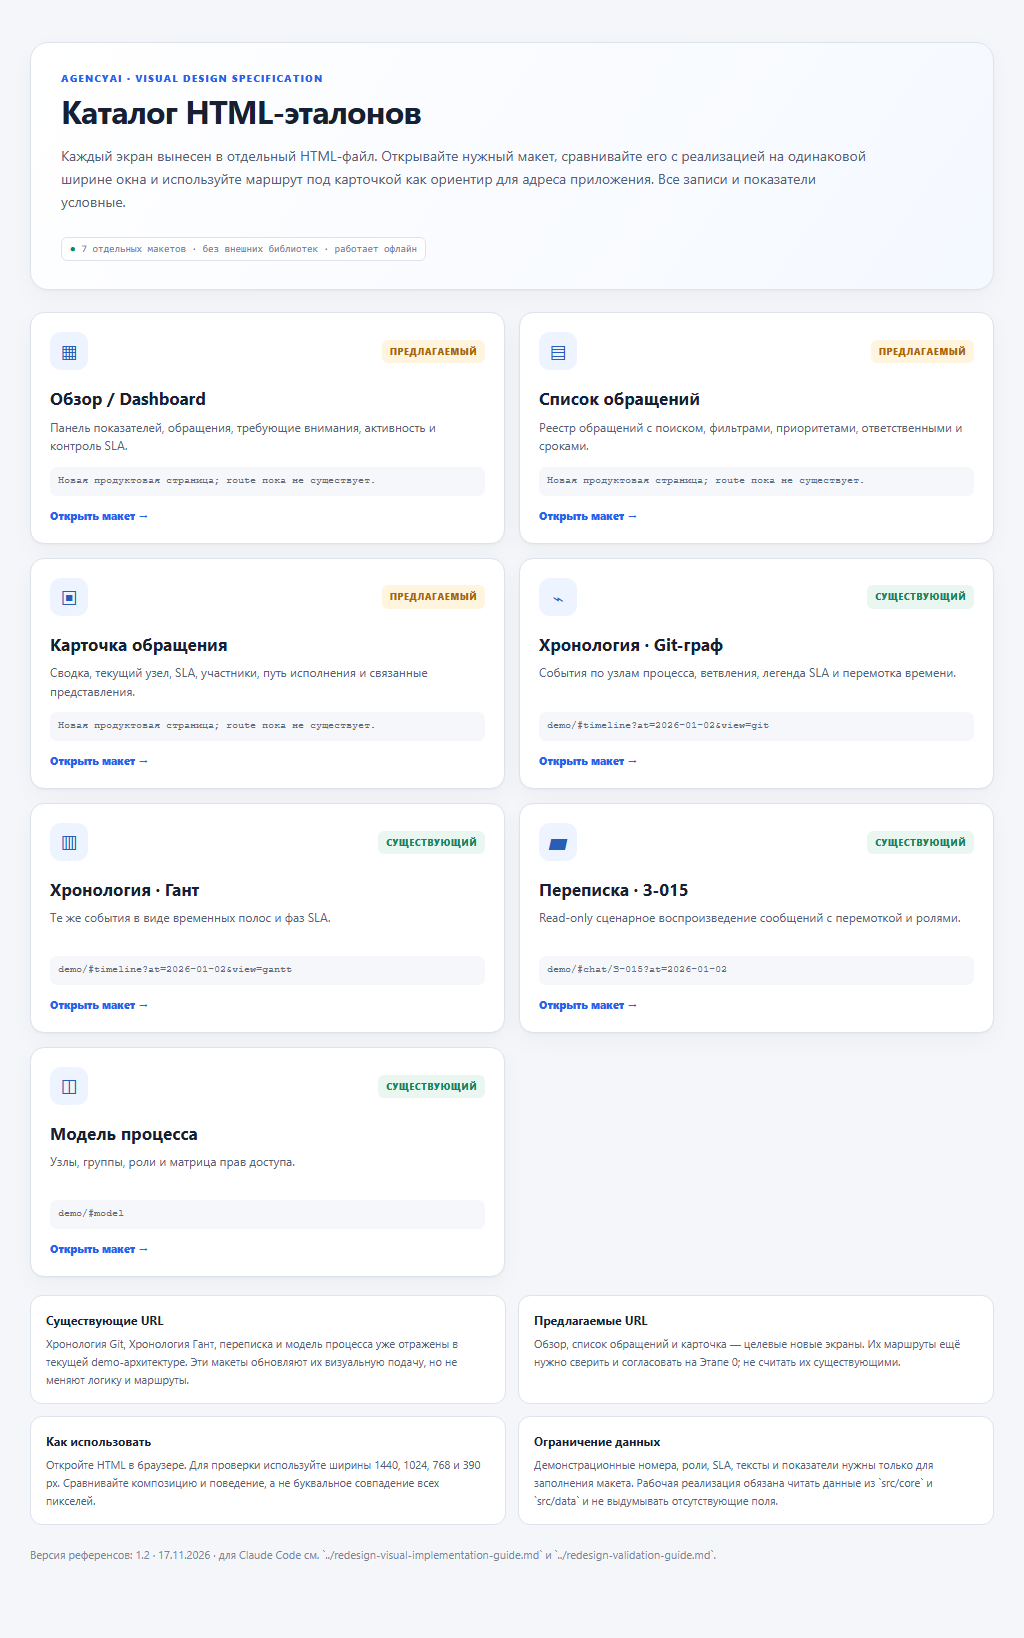 AGENCYAI · VISUAL DESIGN SPECIFICATION
Каталог HTML-эталонов
Каждый экран вынесен в отдельный HTML-файл. Открывайте нужный макет, сравнивайте его с реализацией на одинаковой
ширине окна и используйте маршрут под карточкой как ориентир для адреса приложения. Все записи и показатели
условные.
● 7 отдельных макетов · без внешних библиотек · работает офлайн
ПРЕДЛАГАЕМЫЙ
Обзор / Dashboard
Панель показателей, обращения, требующие внимания, активность и
контроль SLA.
Новая продуктовая страница; route пока не существует.
Открыть макет →
ПРЕДЛАГАЕМЫЙ
Список обращений
Реестр обращений с поиском, фильтрами, приоритетами, ответственными и
сроками.
Новая продуктовая страница; route пока не существует.
Открыть макет →
ПРЕДЛАГАЕМЫЙ
Карточка обращения
Сводка, текущий узел, SLA, участники, путь исполнения и связанные
представления.
Новая продуктовая страница; route пока не существует.
Открыть макет →
СУЩЕСТВУЮЩИЙ
Хронология · Git-граф
События по узлам процесса, ветвления, легенда SLA и перемотка времени.
demo/#timeline?at=2026-01-02&view=git
Открыть макет →
СУЩЕСТВУЮЩИЙ
Хронология · Гант
Те же события в виде временных полос и фаз SLA.
demo/#timeline?at=2026-01-02&view=gantt
Открыть макет →
СУЩЕСТВУЮЩИЙ
Переписка · З-015
Read-only сценарное воспроизведение сообщений с перемоткой и ролями.
demo/#chat/З-015?at=2026-01-02
Открыть макет →
СУЩЕСТВУЮЩИЙ
Модель процесса
Узлы, группы, роли и матрица прав доступа.
demo/#model
Открыть макет →
Существующие URL
Хронология Git, Хронология Гант, переписка и модель процесса уже отражены в
текущей demo-архитектуре. Эти макеты обновляют их визуальную подачу, но не
меняют логику и маршруты.
Предлагаемые URL
Обзор, список обращений и карточка — целевые новые экраны. Их маршруты ещё
нужно сверить и согласовать на Этапе 0; не считать их существующими.
Как использовать
Откройте HTML в браузере. Для проверки используйте ширины 1440, 1024, 768 и 390
px. Сравнивайте композицию и поведение, а не буквальное совпадение всех
пикселей.
Ограничение данных
Демонстрационные номера, роли, SLA, тексты и показатели нужны только для
заполнения макета. Рабочая реализация обязана читать данные из `src/core` и
`src/data` и не выдумывать отсутствующие поля.
Версия референсов: 1.2 · 17.11.2026 · для Claude Code см. `../redesign-visual-implementation-guide.md` и `../redesign-validation-guide.md`.